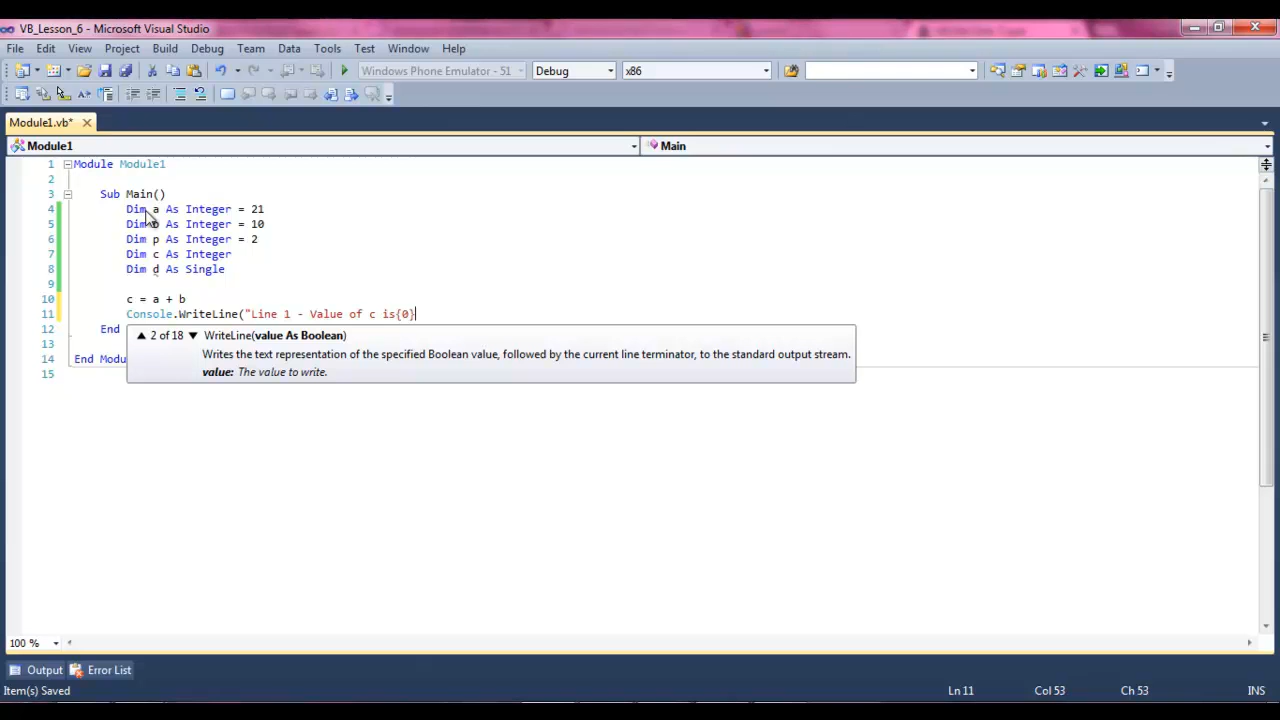 VB_Lesson_6 - Microsoft Visual Studio
File Edit View Project Build Debug Team Data Tools Test Window Help
Windows Phone Emulator - 51 Debug x86
Module1.vb*
Module1 Main
1 Module Module1
2
3 Sub Main()
4 Dim a As Integer = 21
5 Dim b As Integer = 10
6 Dim p As Integer = 2
7 Dim c As Integer
8 Dim d As Single
9
10 c = a + b
11 Console.WriteLine("Line 1 - Value of c is{0}
12 End
2 of 18 WriteLine(value As Boolean)
13
Writes the text representation of the specified Boolean value, followed by the current line terminator, to the standard output stream.
14 End Modu
value: The value to write.
15
100 %
Output Error List
Item(s) Saved Ln 11 Col 53 Ch 53 INS